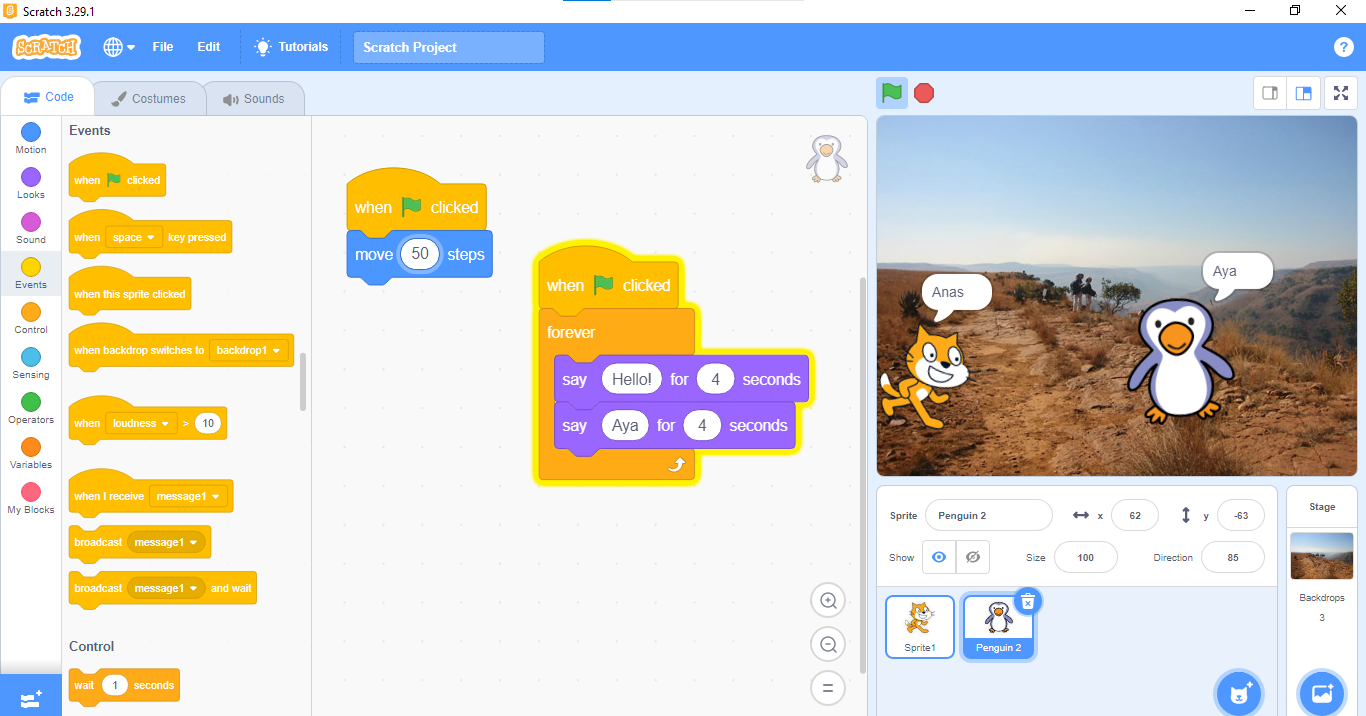 Scratch 3.29.1
SCRATCH File Edit Tutorials Scratch Project ?
Code Costumes Sounds
Motion
Looks
Sound
Events
Control
Sensing
Operators
Variables
My Blocks
Events
when clicked
when space key pressed
when this sprite clicked
when backdrop switches to backdrop1
when loudness > 10
when I receive message1
broadcast message1
broadcast message1 and wait
Control
wait 1 seconds
when clicked
move 50 steps
when clicked
forever
say Hello! for 4 seconds
say Aya for 4 seconds
Anas
Aya
Sprite Penguin 2 x 62 y -63
Show Size 100 Direction 85
Sprite1
Penguin 2
Stage
Backdrops
3